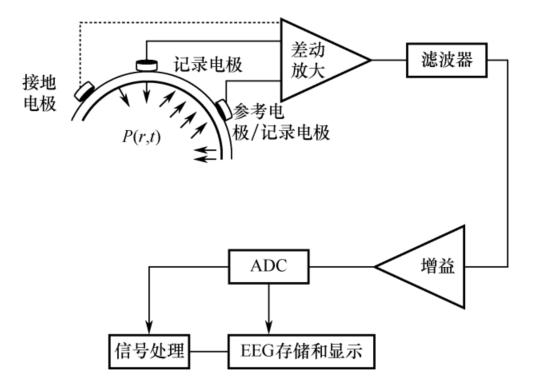 差动
放大
滤波器
记录电极
接地
电极
参考电
极/记录电极
P(r,t)
增益
ADC
信号处理
EEG存储和显示